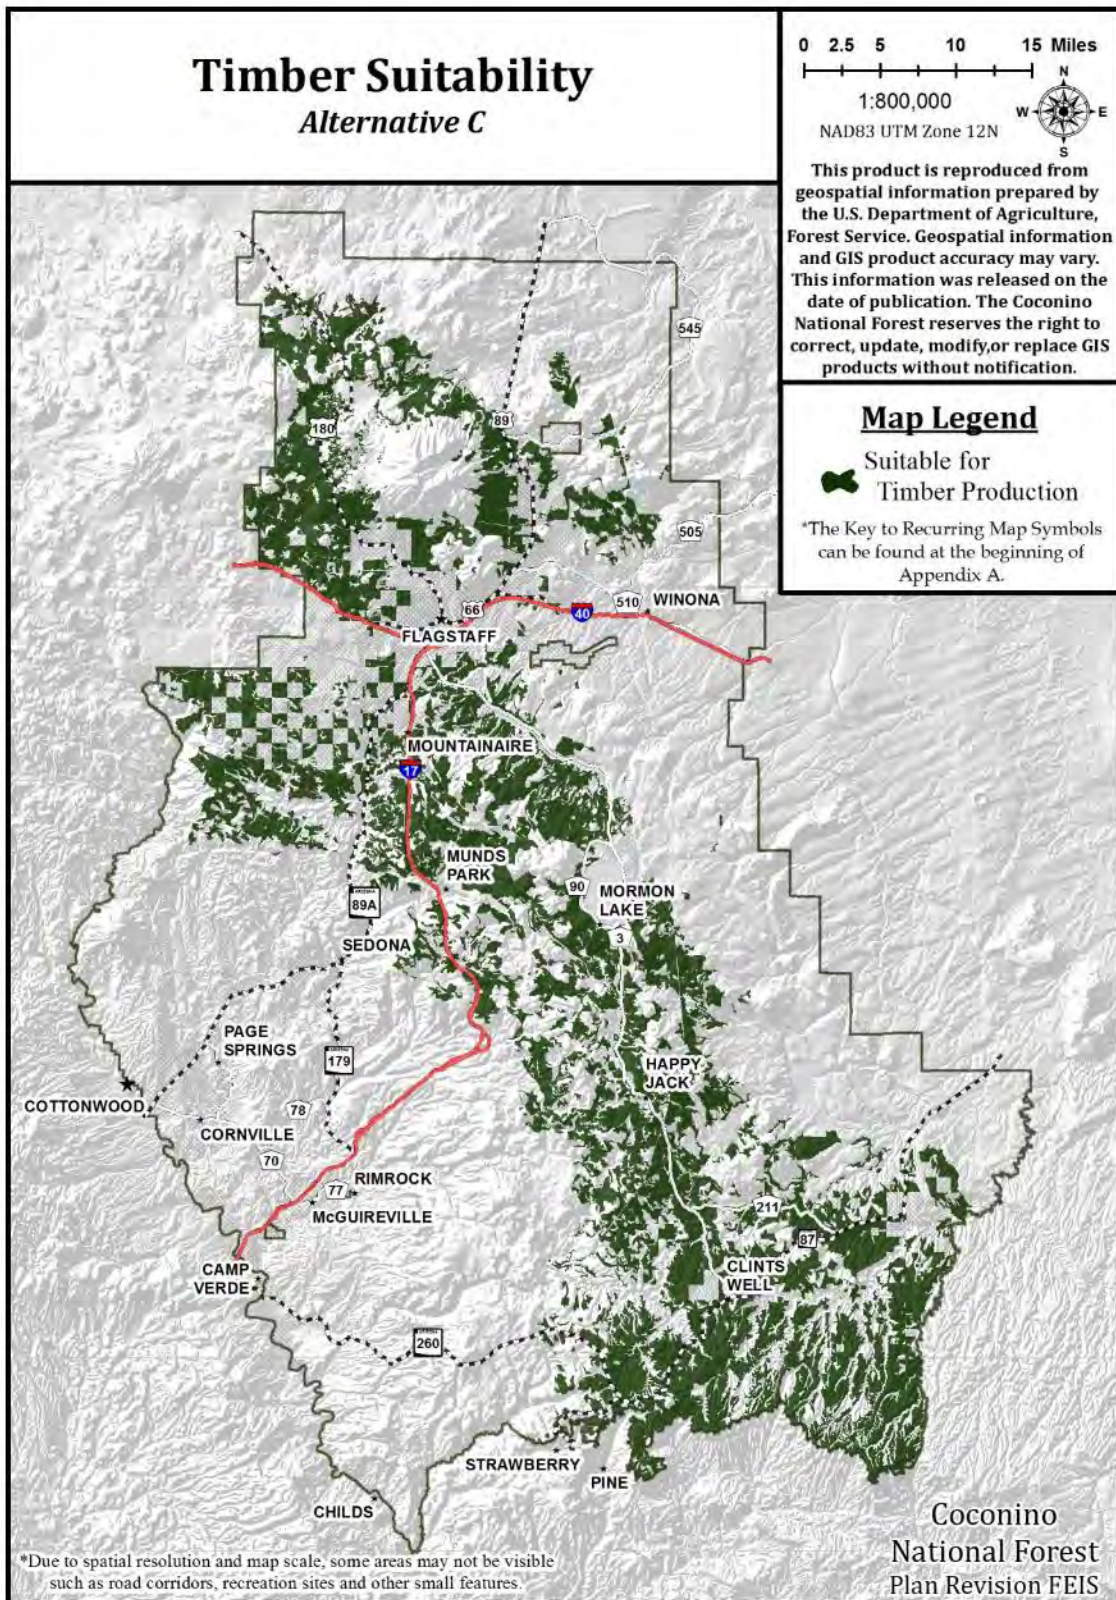 Timber Suitability
Alternative C
0 2.5 5 10 15 Miles
1:800,000
NAD83 UTM Zone 12N
N
W E
S
This product is reproduced from
geospatial information prepared by
the U.S. Department of Agriculture,
Forest Service. Geospatial information
and GIS product accuracy may vary.
This information was released on the
date of publication. The Coconino
National Forest reserves the right to
correct, update, modify,or replace GIS
products without notification.
Map Legend
Suitable for
Timber Production
*The Key to Recurring Map Symbols
can be found at the beginning of
Appendix A.
545
180
89
505
66
40
510
WINONA
FLAGSTAFF
MOUNTAINAIRE
17
MUNDS
PARK
90
MORMON
LAKE
89A
3
SEDONA
PAGE
SPRINGS
179
HAPPY
JACK
COTTONWOOD
78
CORNVILLE
70
RIMROCK
77
McGUIREVILLE
211
87
CLINTS
WELL
CAMP
VERDE
260
STRAWBERRY
PINE
CHILDS
Coconino
National Forest
Plan Revision FEIS
*Due to spatial resolution and map scale, some areas may not be visible
such as road corridors, recreation sites and other small features.